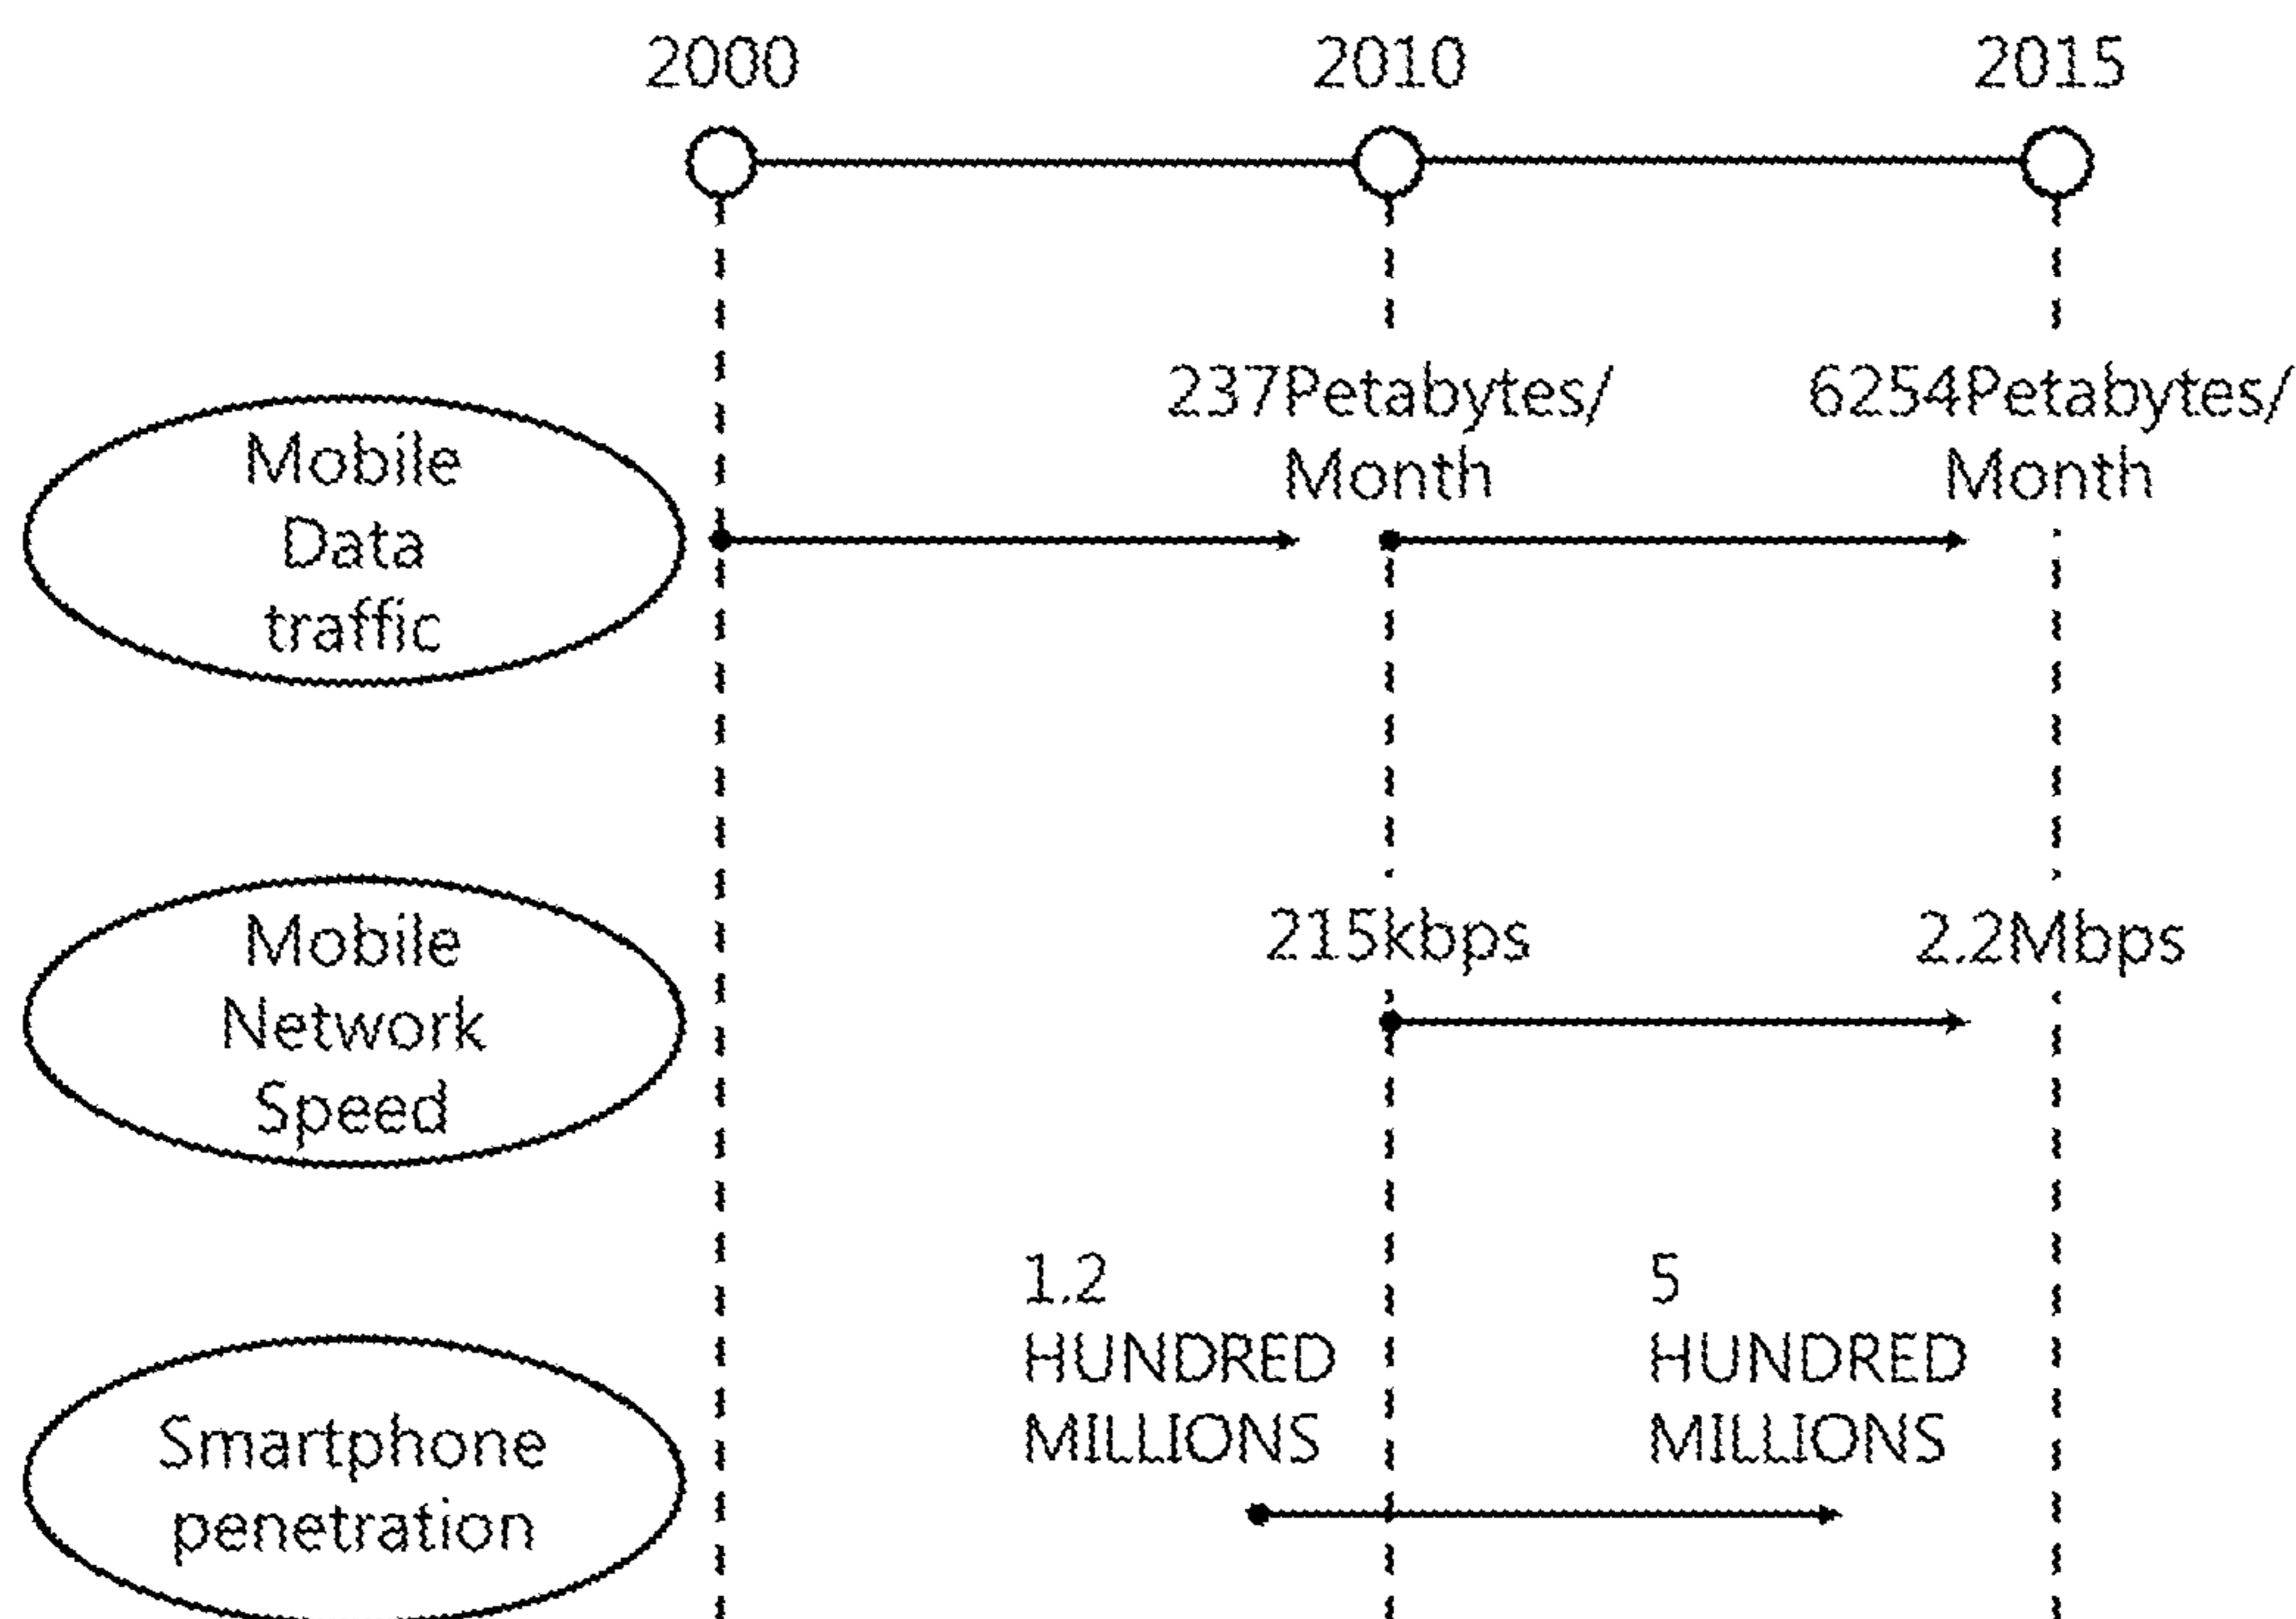 2000 2010 2015
237Petabytes/
Month
6254Petabytes/
Month
Mobile
Data
traffic
215kbps 2.2Mbps
Mobile
Network
Speed
1.2
HUNDRED
MILLIONS
5
HUNDRED
MILLIONS
Smartphone
penetration